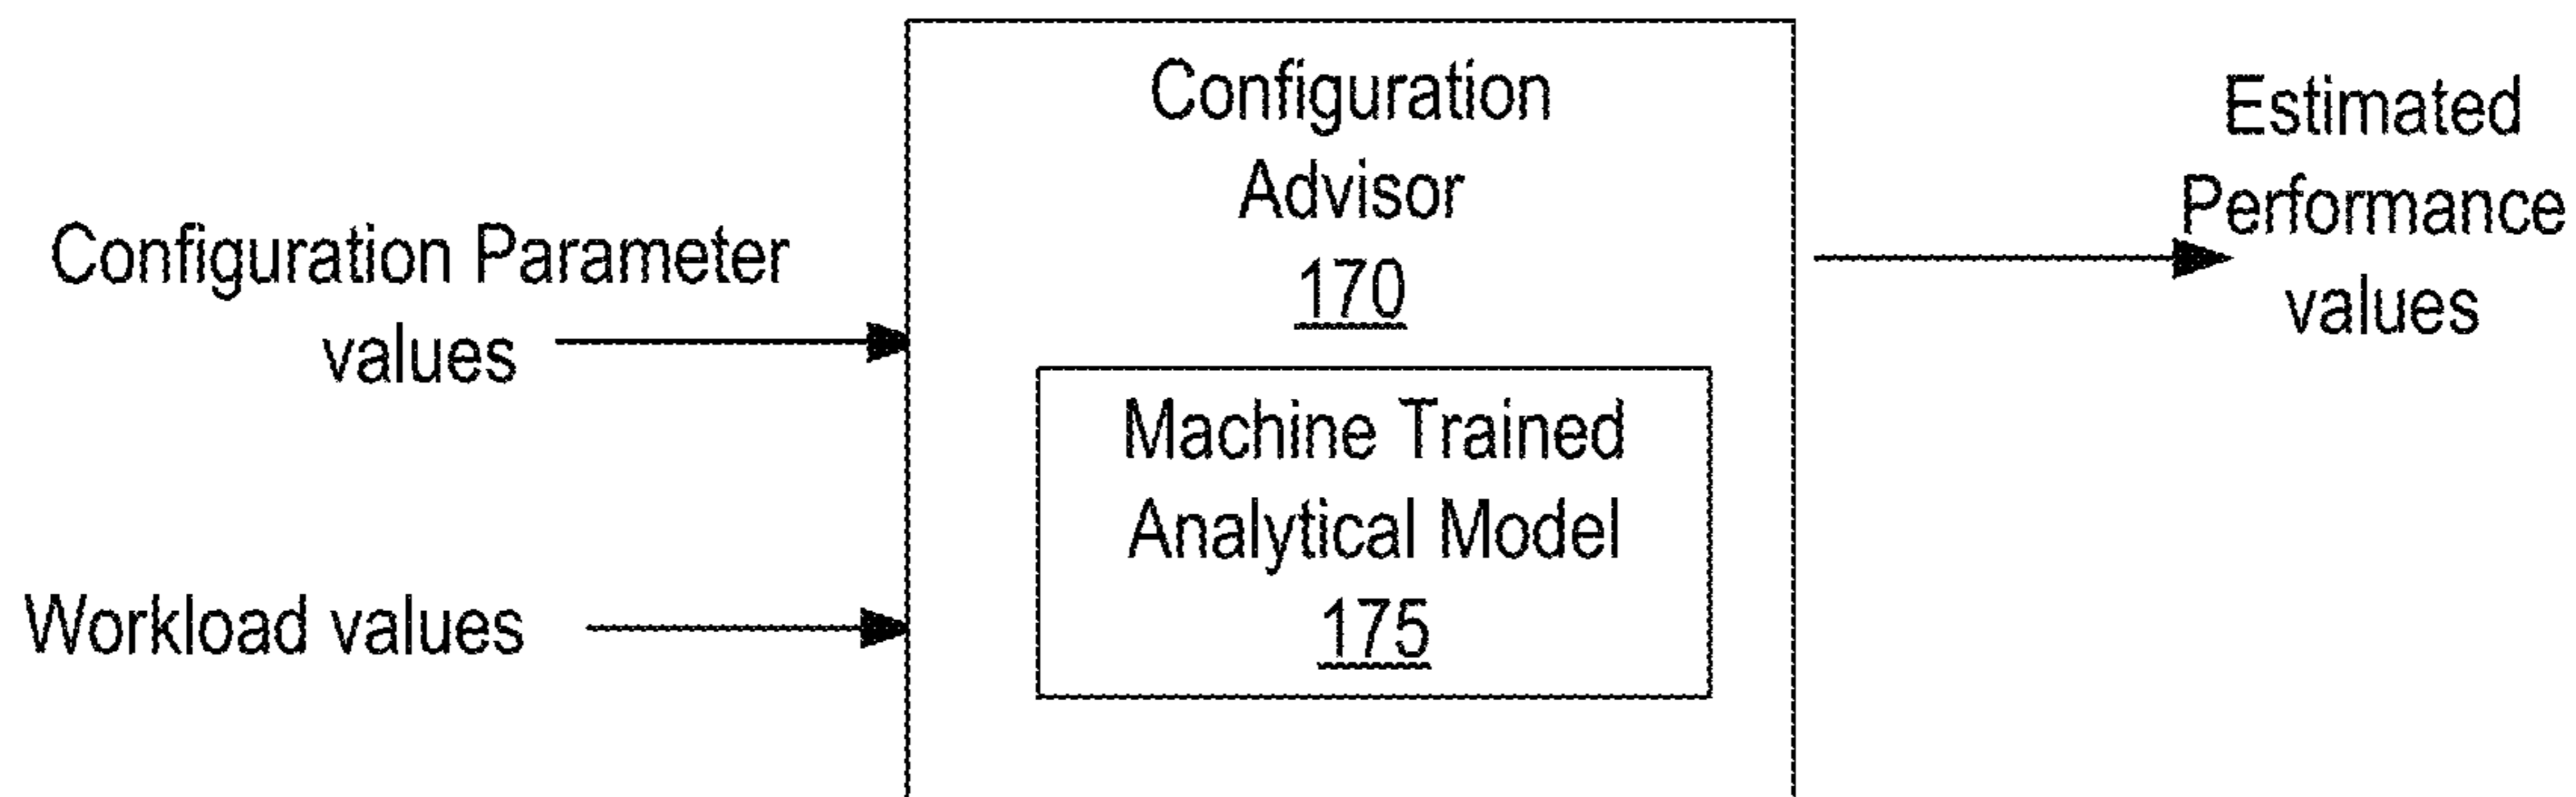 Configuration Parameter
values
Workload values
Configuration
Advisor
170
Machine Trained
Analytical Model
175
Estimated
Performance
values